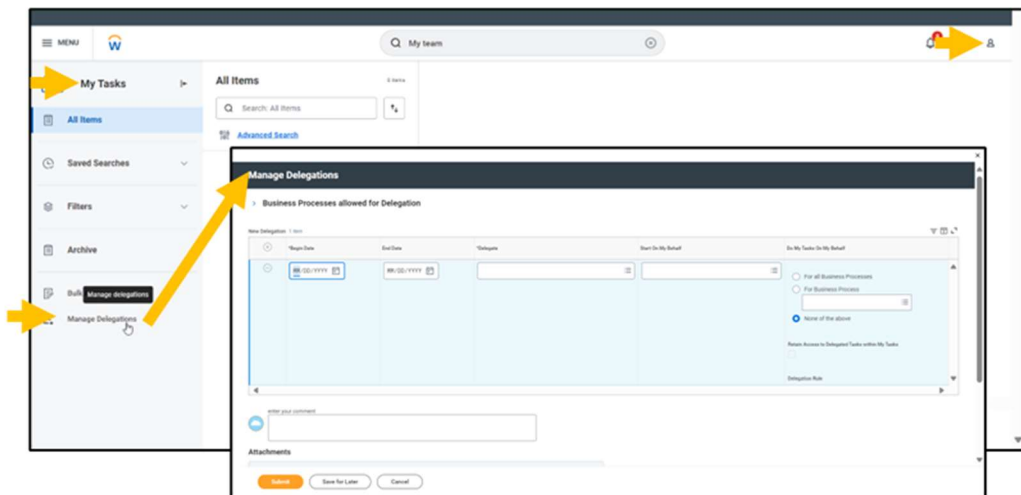 MENU
My team
My Tasks
All Items
6 items
Search: All Items
Advanced Search
All Items
Saved Searches
Filters
Archive
Bulk
Manage delegations
Manage Delegations
Manage Delegations
Business Processes allowed for Delegation
New Delegation 1 item
*Begin Date
End Date
*Delegate
Start On My Behalf
Do My Tasks On My Behalf
MM/DD/YYYY
MM/DD/YYYY
For all Business Processes
For Business Process
None of the above
Retain Access to Delegated Tasks within My Tasks
Delegation Rule
enter your comment
Attachments
Submit
Save for Later
Cancel